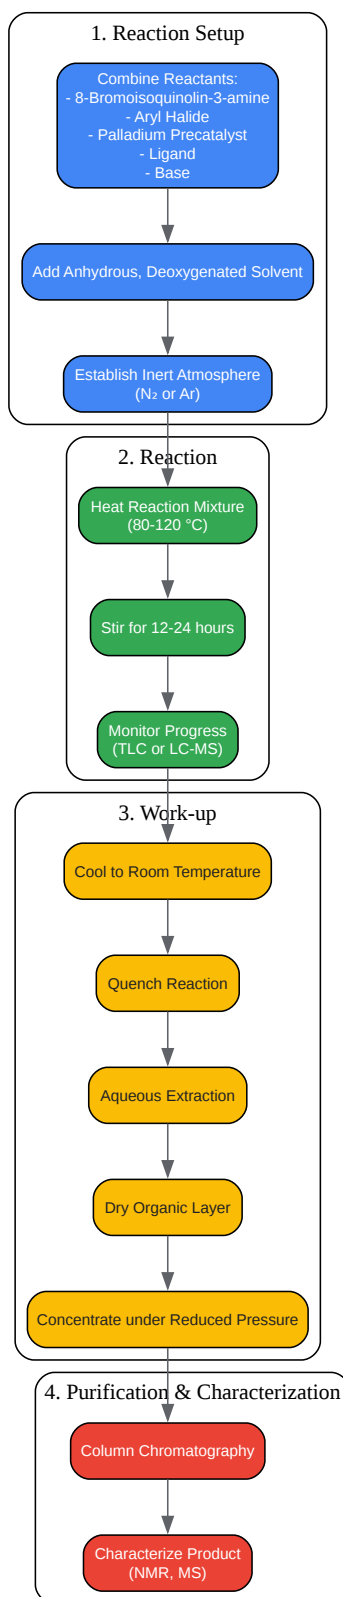 1. Reaction Setup
Combine Reactants:
- 8-Bromoisoquinolin-3-amine
- Aryl Halide
- Palladium Precatalyst
- Ligand
- Base
Add Anhydrous, Deoxygenated Solvent
Establish Inert Atmosphere
(N₂ or Ar)
2. Reaction
Heat Reaction Mixture
(80-120 °C)
Stir for 12-24 hours
Monitor Progress
(TLC or LC-MS)
3. Work-up
Cool to Room Temperature
Quench Reaction
Aqueous Extraction
Dry Organic Layer
Concentrate under Reduced Pressure
4. Purification & Characterization
Column Chromatography
Characterize Product
(NMR, MS)